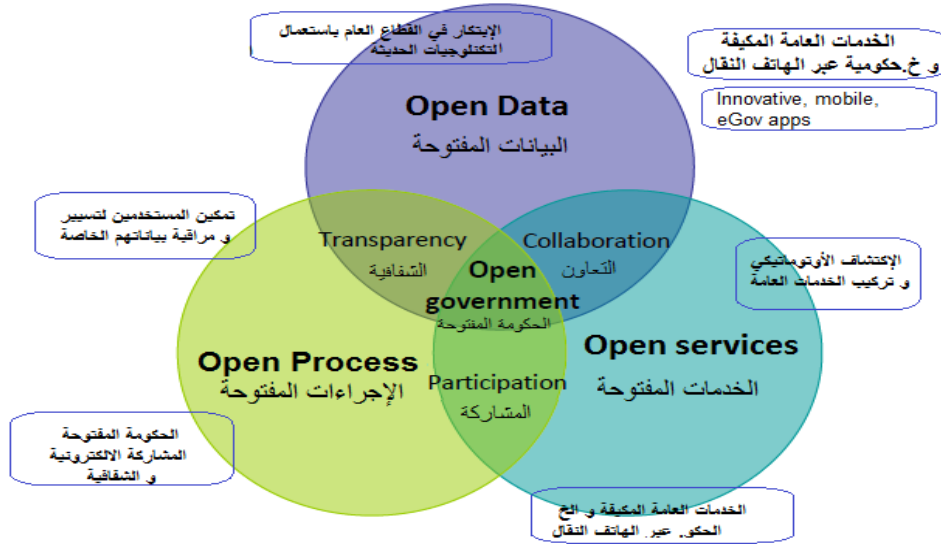 الإبتكار في القطاع العام باستعمال
التكنلوجيات الحديثة
الخدمات العامة المكيفة
و خ.حكومية عبر الهاتف النقال
Innovative, mobile,
eGov apps
Open Data
البيانات المفتوحة
تمكين المستخدمين لتسيير
و مراقبة بياناتهم الخاصة
Transparency
الشفافية
Collaboration
التعاون
الإكتشاف الأوتوماتيكي
و تركيب الخدمات العامة
Open
government
الحكومة المفتوحة
Open Process
الإجراءات المفتوحة
Open services
الخدمات المفتوحة
Participation
المشاركة
الحكومة المفتوحة
المشاركة الالكترونية
و الشفافية
الخدمات العامة المكيفة و الخ
الحكو. عبر الهاتف النقال